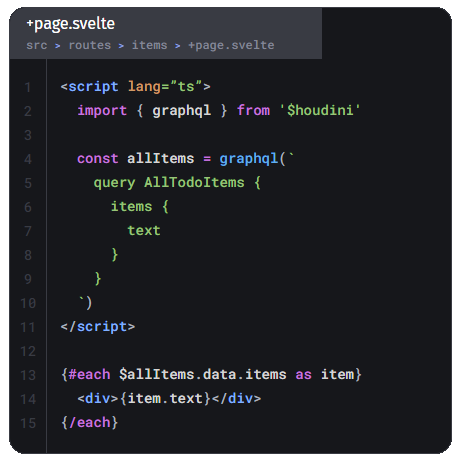 +page.svelte
src > routes > items > +page.svelte
1 <script lang=”ts”>
2 import { graphql } from '$houdini'
3
4 const allItems = graphql(`
5 query AllTodoItems {
6 items {
7 text
8 }
9 }
10 `)
11 </script>
12
13 {#each $allItems.data.items as item}
14 <div>{item.text}</div>
15 {/each}